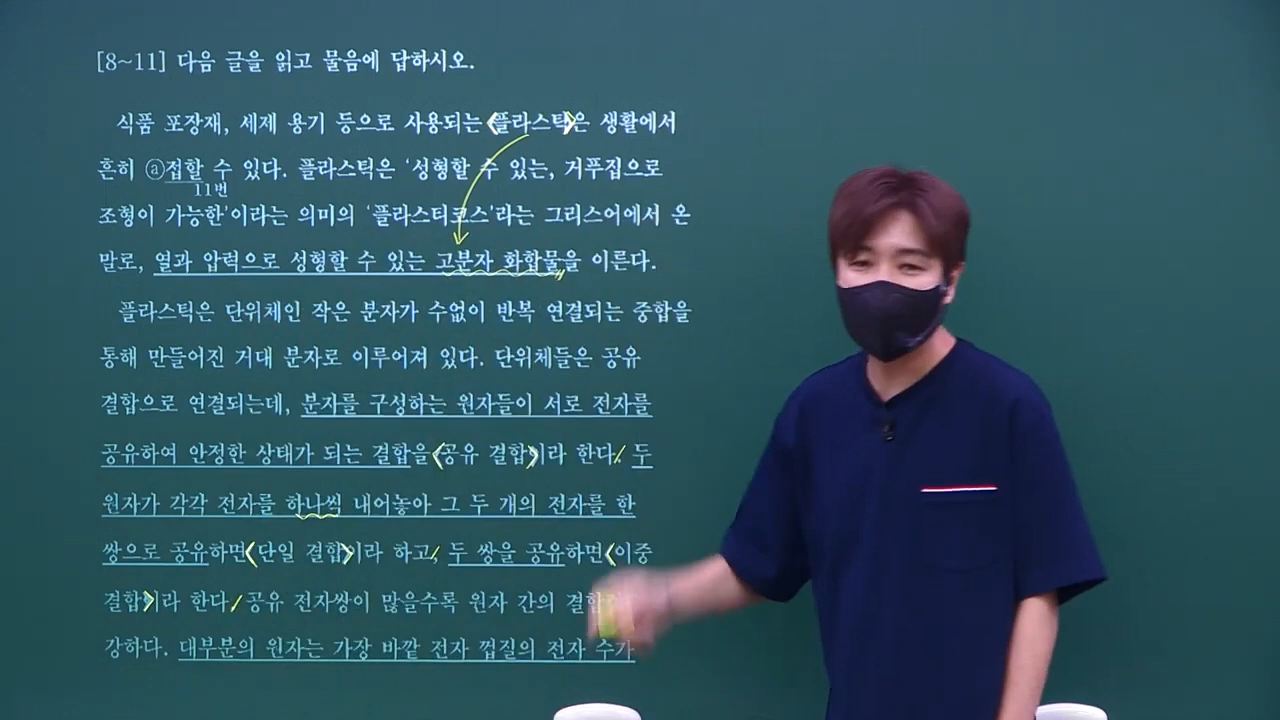 [8~11] 다음 글을 읽고 물음에 답하시오.
식품 포장재, 세제 용기 등으로 사용되는 <플라스틱>은 생활에서
흔히 ⓐ접할 수 있다. 플라스틱은 ‘성형할 수 있는, 거푸집으로
11번
조형이 가능한’이라는 의미의 ‘플라스티코스’라는 그리스어에서 온
말로, 열과 압력으로 성형할 수 있는 고분자 화합물을 이른다.
플라스틱은 단위체인 작은 분자가 수없이 반복 연결되는 중합을
통해 만들어진 거대 분자로 이루어져 있다. 단위체들은 공유
결합으로 연결되는데, 분자를 구성하는 원자들이 서로 전자를
공유하여 안정한 상태가 되는 결합을 <공유 결합>이라 한다. 두
원자가 각각 전자를 하나씩 내어놓아 그 두 개의 전자를 한
쌍으로 공유하면 <단일 결합>이라 하고, 두 쌍을 공유하면 <이중
결합>이라 한다. 공유 전자쌍이 많을수록 원자 간의
강하다. 대부분의 원자는 가장 바깥 전자 껍질의 전자 수가